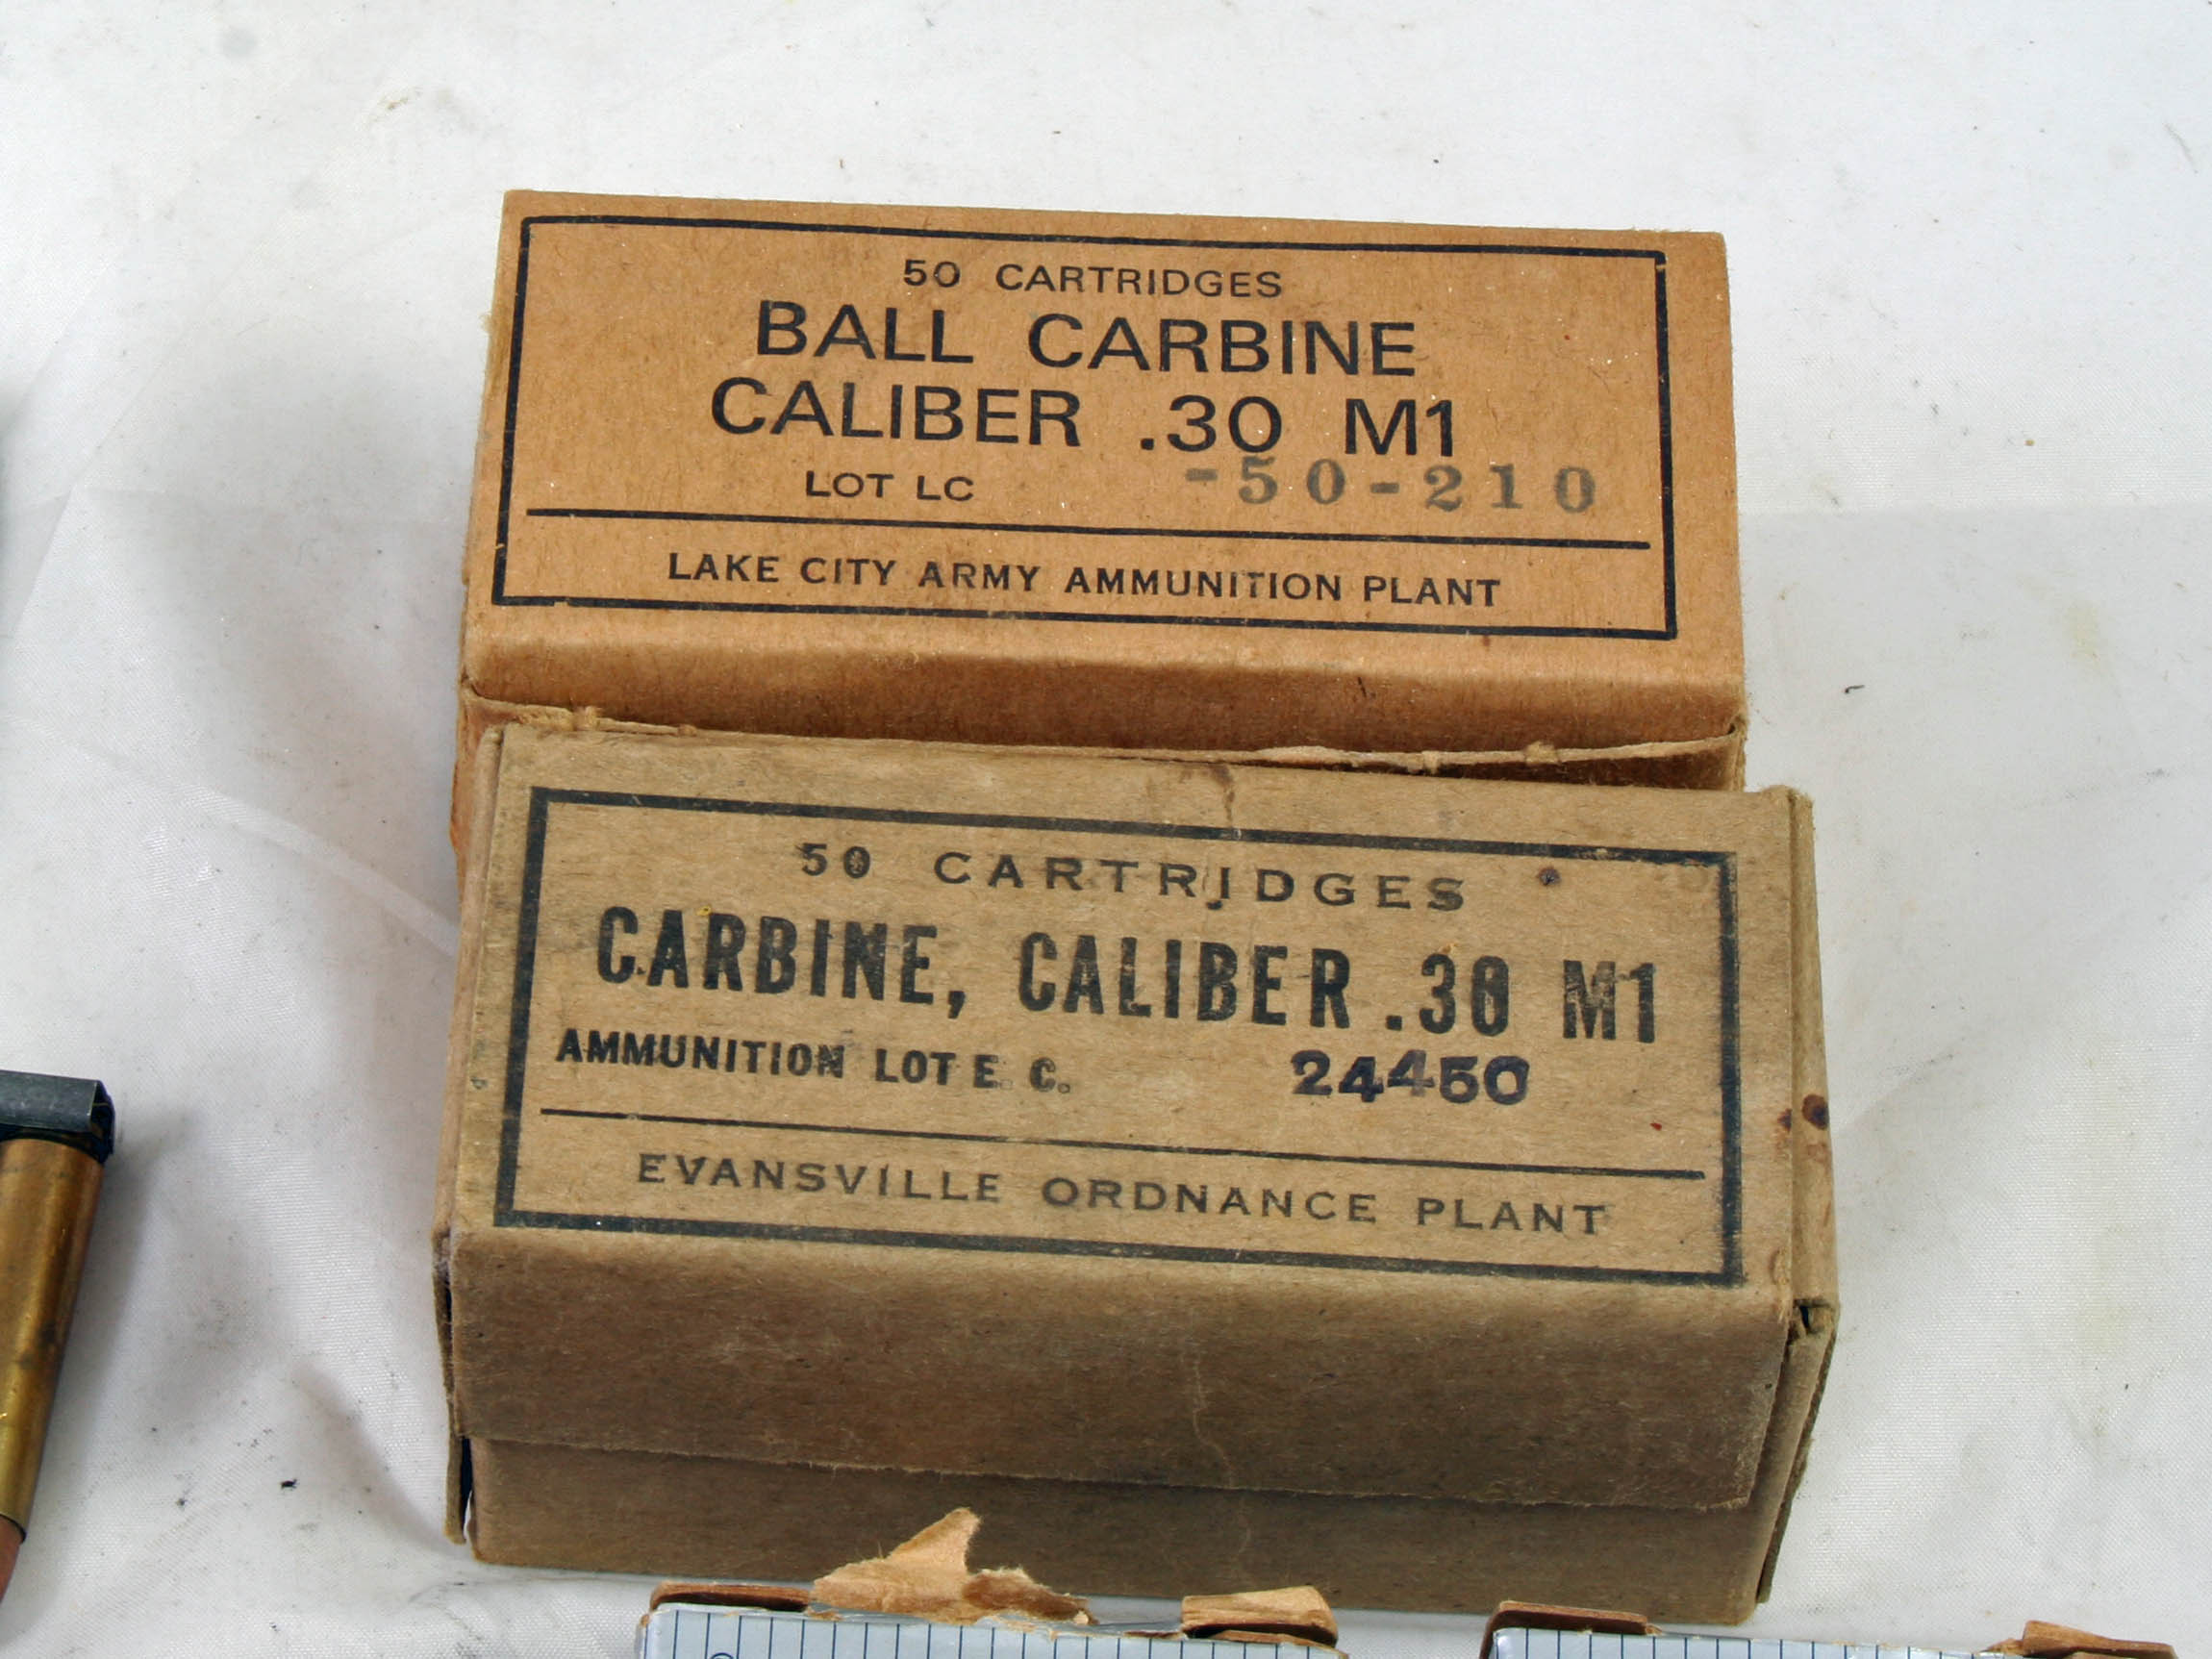 50 CARTRIDGES
BALL CARBINE
CALIBER .30 M1
LOT LC -50-210
LAKE CITY ARMY AMMUNITION PLANT
50 CARTRIDGES
CARBINE, CALIBER .30 M1
AMMUNITION LOT E. C. 24450
EVANSVILLE ORDNANCE PLANT